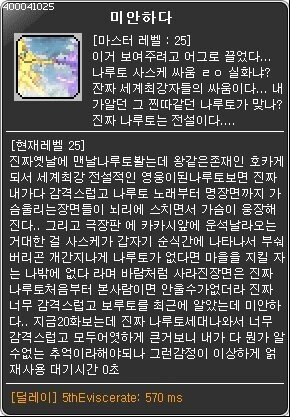 400041025
미안하다
[마스터 레벨 : 25]
이거 보여주려고 어그로 끌었다...
나루토 사스케 싸움 ㄹㅇ 실화냐?
잔짜 세계최강자들의 싸움이다... 내
가알던 그 찐따같던 나루토가 맞나?
진짜 나루토는 전설이다....
[현재레벨 25]
진짜옛날에 맨날나루토봘는데 왕같은존재인 호카게
되서 세계최강 전설적인 영웅이된나루토보면 진짜
내가다 감격스럽고 나루토 노래부터 명장면까지 가
슴울리는장면들이 뇌리에 스치면서 가슴이 웅장해
진다.. 그리고 극장판 에 카카시앞에 운석날라오는
거대한 걸 사스케가 갑자기 순식간에 나타나서 부숴
버리곤 개간지나게 나루토가 없다면 마을을 지킬 자
는 나밖에 없다 라며 바람처럼 사라진장면은 진짜
나루토처음부터 본사람이면 안울수가없더라 진짜
너무 감격스럽고 보루토를 최근에 알았는데 미안하
다.. 지금20화보는데 진짜 나루토세대나와서 너무
감격스럽고 모두어엿하게 큰거보니 내가 다 뭔가 알
수없는 추억이라해야되나 그런감정이 이상하게 얽
재사용 대기시간 0초
[딜레이] 5thEviscerate: 570 ms